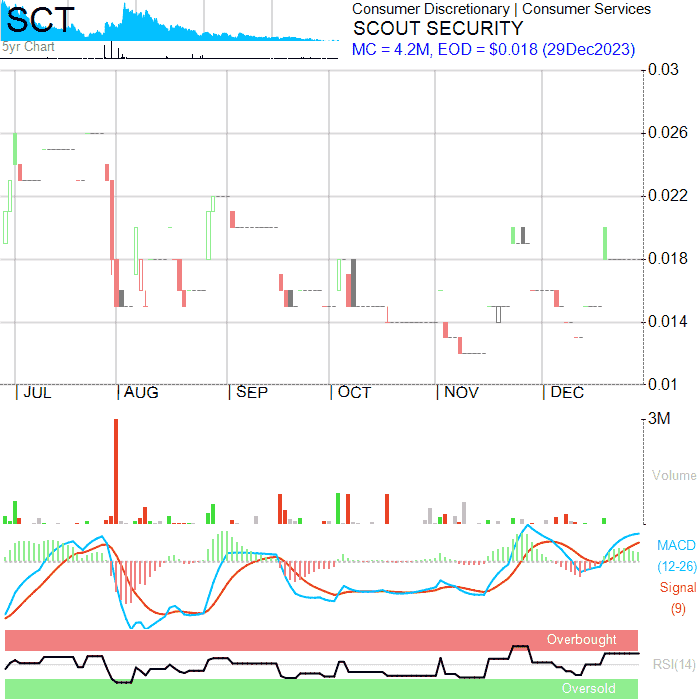 SCT
Consumer Discretionary | Consumer Services
SCOUT SECURITY
5yr Chart
MC = 4.2M, EOD = $0.018 (29Dec2023)
0.03
0.026
0.022
0.018
0.014
0.01
| JUL | AUG | SEP | OCT | NOV | DEC
3M
Volume
MACD
(12-26)
Signal
(9)
Overbought
RSI(14)
Oversold